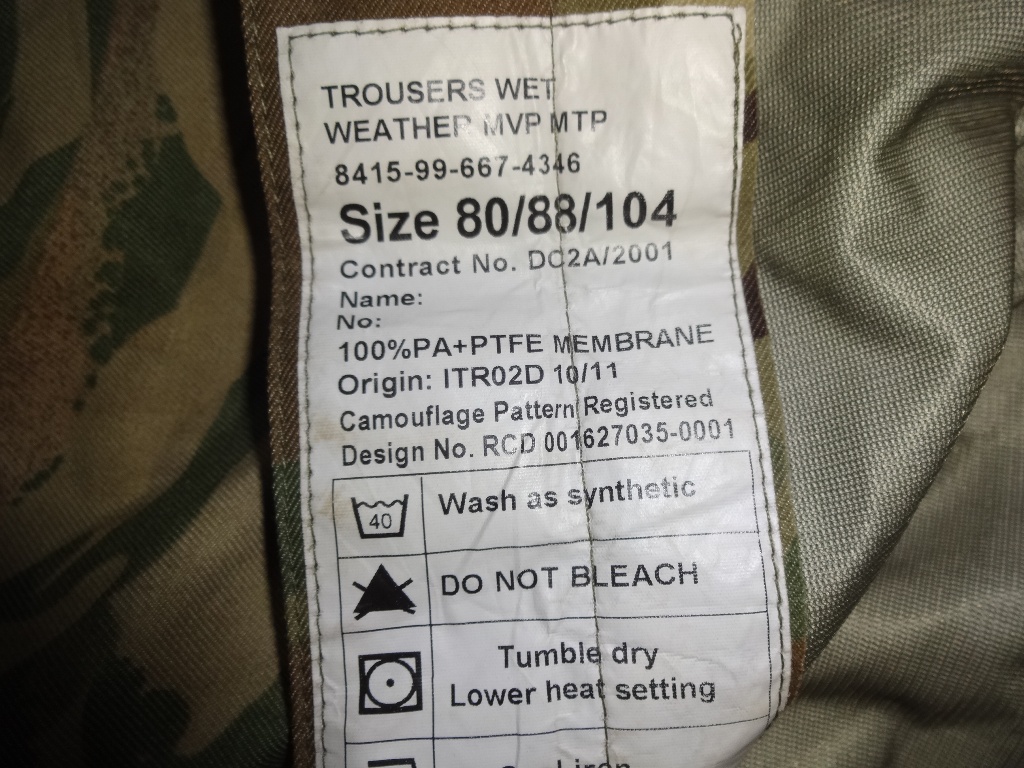 TROUSERS WET
WEATHER MVP MTP
8415-99-667-4346
Size 80/88/104
Contract No. DC2A/2001
Name:
No:
100%PA+PTFE MEMBRANE
Origin: ITR02D 10/11
Camouflage Pattern Registered
Design No. RCD 001627035-0001
40
Wash as synthetic
DO NOT BLEACH
Tumble dry
Lower heat setting